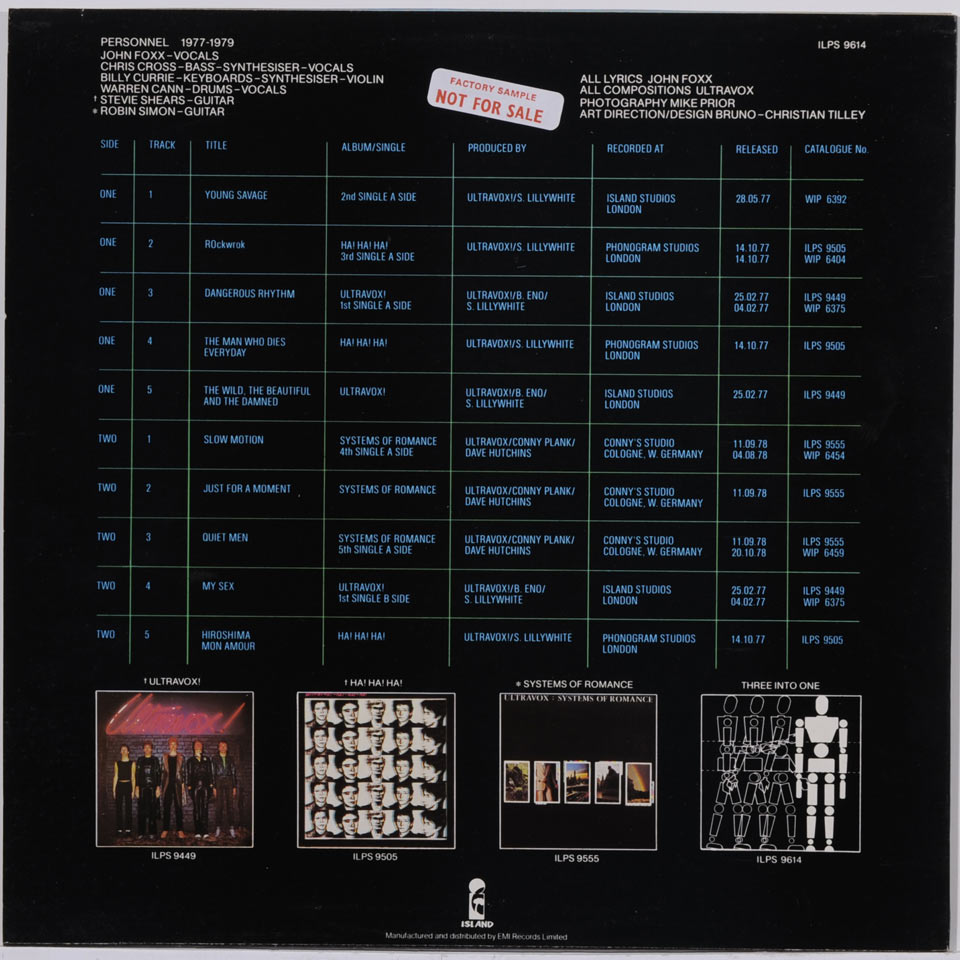 PERSONNEL 1977-1979
JOHN FOXX–VOCALS
CHRIS CROSS–BASS–SYNTHESISER–VOCALS
BILLY CURRIE–KEYBOARDS–SYNTHESISER–VIOLIN
WARREN CANN–DRUMS–VOCALS
† STEVIE SHEARS–GUITAR
* ROBIN SIMON–GUITAR
FACTORY SAMPLE
NOT FOR SALE
ILPS 9614
ALL LYRICS JOHN FOXX
ALL COMPOSITIONS ULTRAVOX
PHOTOGRAPHY MIKE PRIOR
ART DIRECTION/DESIGN BRUNO–CHRISTIAN TILLEY
SIDE TRACK TITLE ALBUM/SINGLE PRODUCED BY RECORDED AT RELEASED CATALOGUE No.
ONE 1 YOUNG SAVAGE 2nd SINGLE A SIDE ULTRAVOX!/S. LILLYWHITE ISLAND STUDIOS 28.05.77 WIP 6392
LONDON
ONE 2 ROckwrok HA! HA! HA! ULTRAVOX!/S. LILLYWHITE PHONOGRAM STUDIOS 14.10.77 ILPS 9505
3rd SINGLE A SIDE LONDON 14.10.77 WIP 6404
ONE 3 DANGEROUS RHYTHM ULTRAVOX! ULTRAVOX!/B. ENO/ ISLAND STUDIOS 25.02.77 ILPS 9449
1st SINGLE A SIDE S. LILLYWHITE LONDON 04.02.77 WIP 6375
ONE 4 THE MAN WHO DIES HA! HA! HA! ULTRAVOX!/S. LILLYWHITE PHONOGRAM STUDIOS 14.10.77 ILPS 9505
EVERYDAY LONDON
ONE 5 THE WILD, THE BEAUTIFUL ULTRAVOX! ULTRAVOX!/B. ENO/ ISLAND STUDIOS 25.02.77 ILPS 9449
AND THE DAMNED S. LILLYWHITE LONDON
TWO 1 SLOW MOTION SYSTEMS OF ROMANCE ULTRAVOX/CONNY PLANK/ CONNY'S STUDIO 11.09.78 ILPS 9555
4th SINGLE A SIDE DAVE HUTCHINS COLOGNE, W. GERMANY 04.08.78 WIP 6454
TWO 2 JUST FOR A MOMENT SYSTEMS OF ROMANCE ULTRAVOX/CONNY PLANK/ CONNY'S STUDIO 11.09.78 ILPS 9555
DAVE HUTCHINS COLOGNE, W. GERMANY
TWO 3 QUIET MEN SYSTEMS OF ROMANCE ULTRAVOX/CONNY PLANK/ CONNY'S STUDIO 11.09.78 ILPS 9555
5th SINGLE A SIDE DAVE HUTCHINS COLOGNE, W. GERMANY 20.10.78 WIP 6459
TWO 4 MY SEX ULTRAVOX! ULTRAVOX!/B. ENO/ ISLAND STUDIOS 25.02.77 ILPS 9449
1st SINGLE B SIDE S. LILLYWHITE LONDON 04.02.77 WIP 6375
TWO 5 HIROSHIMA HA! HA! HA! ULTRAVOX!/S. LILLYWHITE PHONOGRAM STUDIOS 14.10.77 ILPS 9505
MON AMOUR LONDON
† ULTRAVOX!
† HA! HA! HA!
* SYSTEMS OF ROMANCE
THREE INTO ONE
Ultravox!
ULTRAVOX - SYSTEMS OF ROMANCE
ILPS 9449
ILPS 9505
ILPS 9555
ILPS 9614
ISLAND
Manufactured and distributed by EMI Records Limited